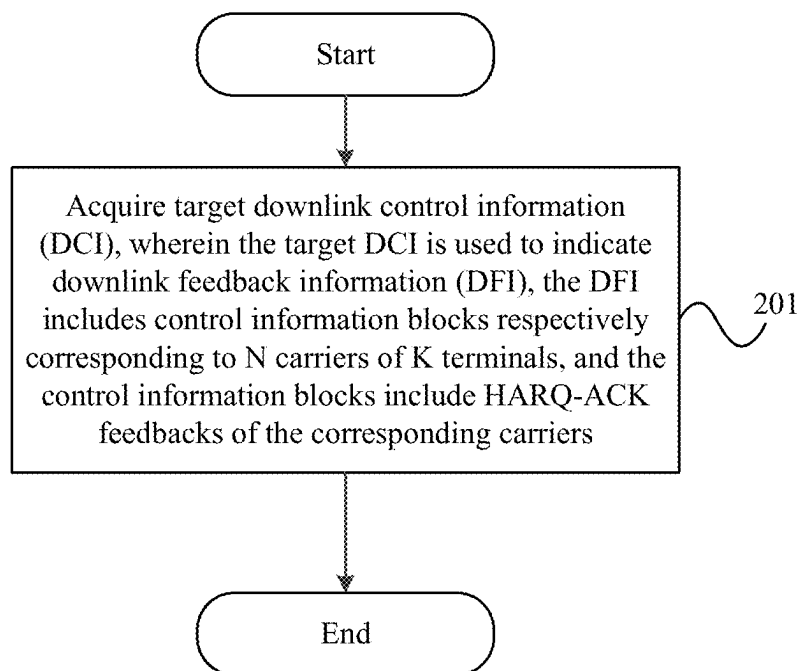 Start
Acquire target downlink control information
(DCI), wherein the target DCI is used to indicate
downlink feedback information (DFI), the DFI
includes control information blocks respectively
corresponding to N carriers of K terminals, and the
control information blocks include HARQ-ACK
feedbacks of the corresponding carriers
201
End